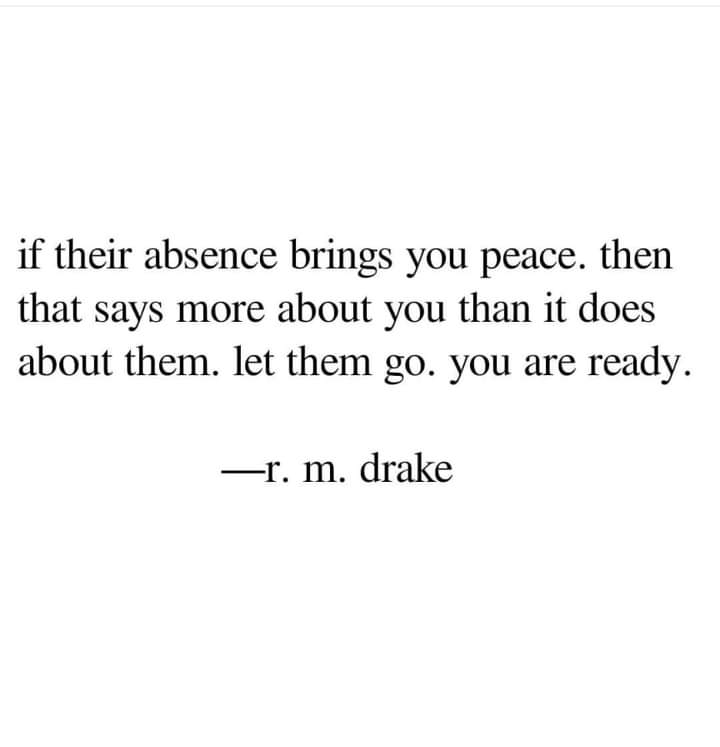 if their absence brings you peace. then
that says more about you than it does
about them. let them go. you are ready.
—r. m. drake